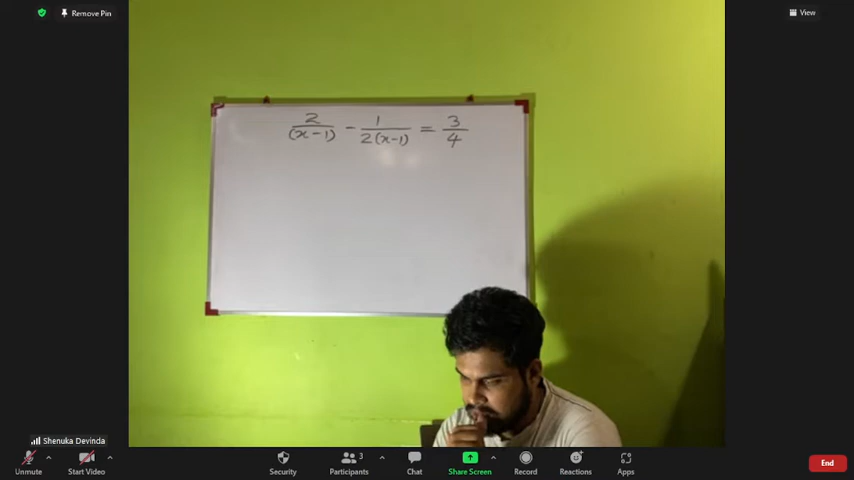 Remove Pin
View
2/(x-1) - 1/2(x-1) = 3/4
Shenuka Devinda
Unmute
Start Video
Security
3
Participants
Chat
Share Screen
Record
Reactions
Apps
End